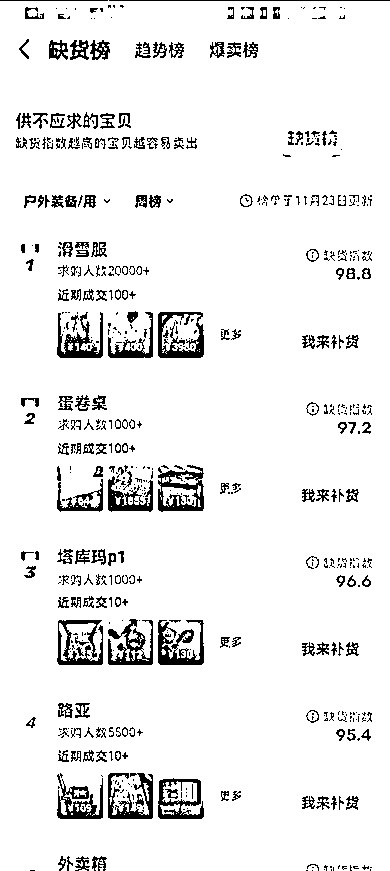 缺货榜 趋势榜 爆卖榜
供不应求的宝贝
缺货指数越高的宝贝越容易卖出
缺货榜
户外装备/用 周榜
榜单于11月23日更新
1
滑雪服
求购人数20000+
近期成交100+
缺货指数
98.8
更多
我来补货
2
蛋卷桌
求购人数1000+
近期成交100+
缺货指数
97.2
更多
我来补货
3
塔库玛p1
求购人数1000+
近期成交10+
缺货指数
96.6
更多
我来补货
4
路亚
求购人数5500+
近期成交10+
缺货指数
95.4
更多
我来补货
外卖箱
缺货指数